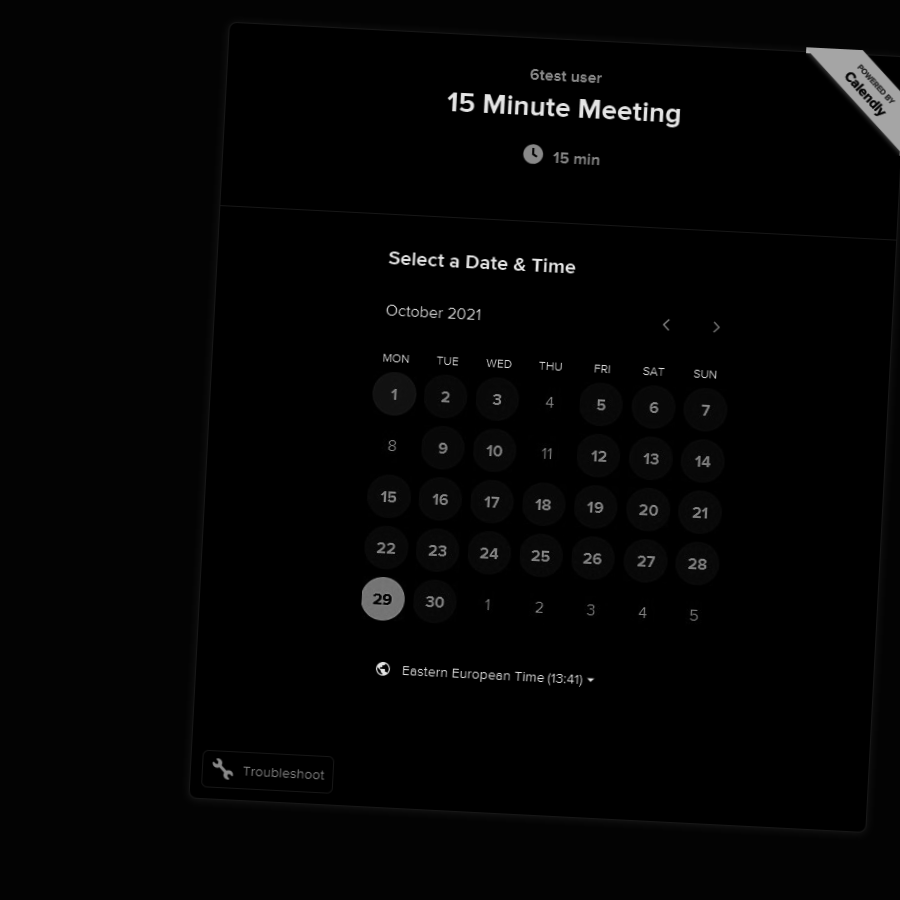 6test user
15 Minute Meeting
15 min
POWERED BY
Calendly
Select a Date & Time
October 2021
MON TUE WED THU FRI SAT SUN
1 2 3 4 5 6 7
8 9 10 11 12 13 14
15 16 17 18 19 20 21
22 23 24 25 26 27 28
29 30 1 2 3 4 5
Eastern European Time (13:41)
Troubleshoot